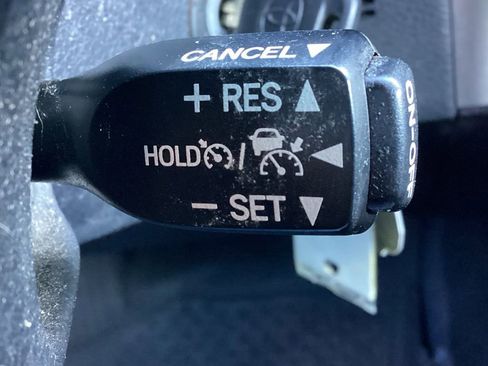 CANCEL ▼
+ RES ▲
HOLD / ◀
− SET ▼
ON-OFF